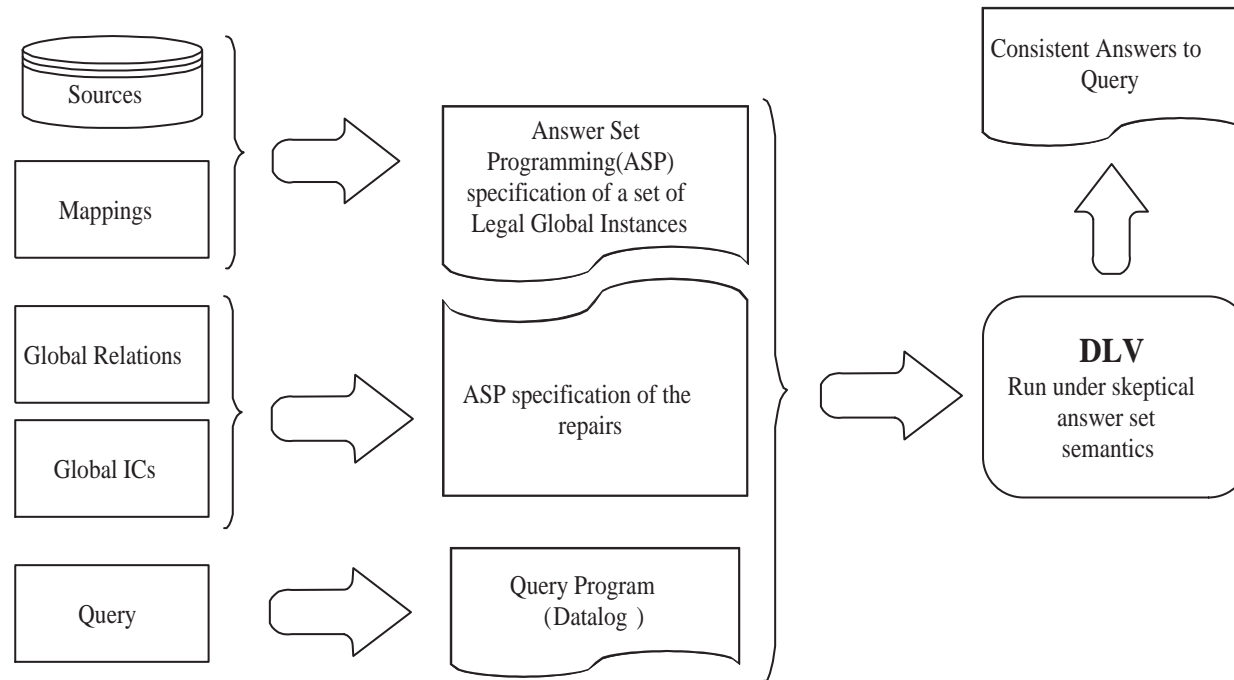 Sources
Mappings
Global Relations
Global ICs
Query
Answer Set
Programming(ASP)
specification of a set of
Legal Global Instances
ASP specification of the
repairs
Query Program
(Datalog )
DLV
Run under skeptical
answer set
semantics
Consistent Answers to
Query